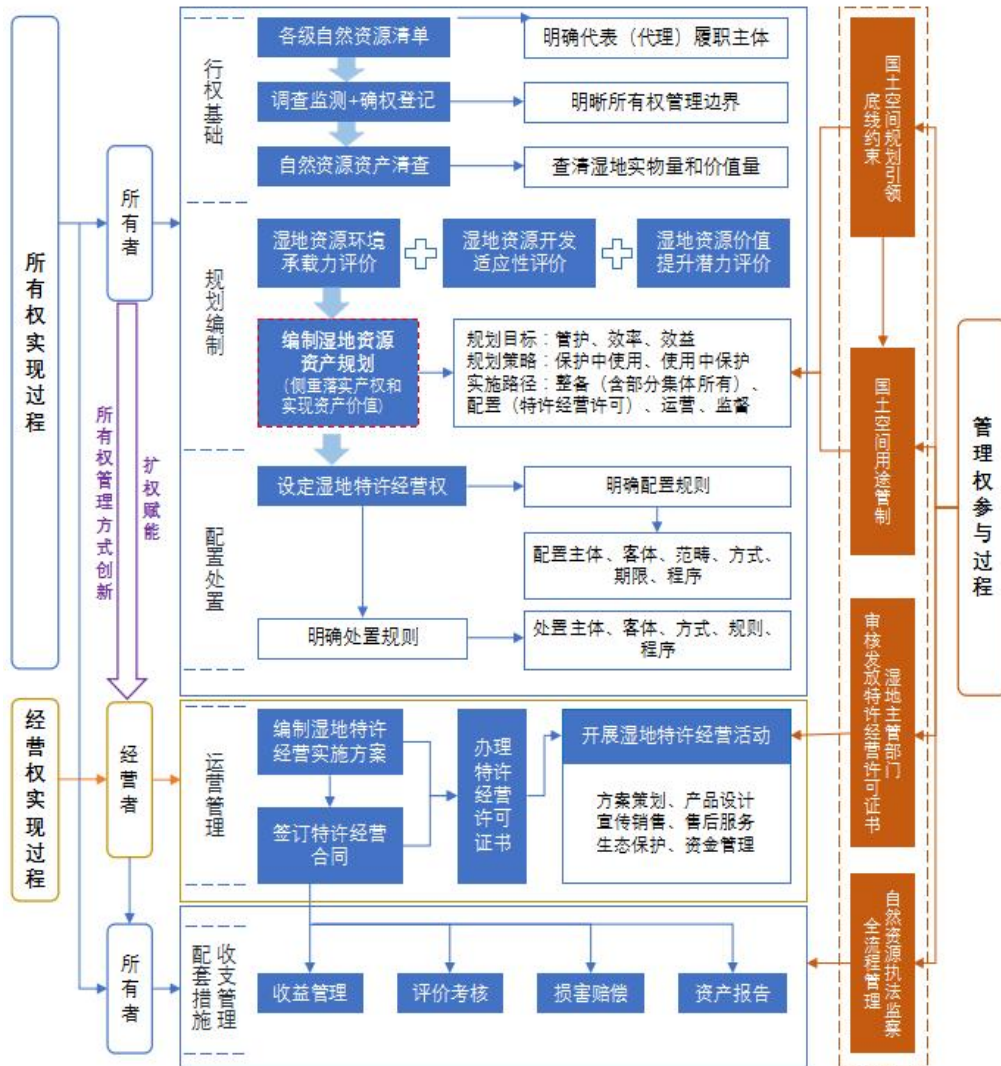 所有权实现过程
经营权实现过程
所有者
所有权管理方式创新
扩权赋能
经营者
所有者
行权基础
各级自然资源清单
明确代表（代理）履职主体
调查监测+确权登记
明晰所有权管理边界
自然资源资产清查
查清湿地实物量和价值量
规划编制
湿地资源环境
承载力评价
湿地资源开发
适应性评价
湿地资源价值
提升潜力评价
编制湿地资源
资产规划
（侧重落实产权和
实现资产价值）
规划目标：管护、效率、效益
规划策略：保护中使用、使用中保护
实施路径：整备（含部分集体所有）、
配置（特许经营许可）、运营、监督
配置处置
设定湿地特许经营权
明确配置规则
配置主体、客体、范畴、方式、
期限、程序
明确处置规则
处置主体、客体、方式、规则、
程序
运营管理
编制湿地特许
经营实施方案
签订特许经营
合同
办理
特许
经营
许可
证书
开展湿地特许经营活动
方案策划、产品设计
宣传销售、售后服务
生态保护、资金管理
收支管理
配套措施
收益管理
评价考核
损害赔偿
资产报告
国土空间规划引领
底线约束
国土空间用途管制
湿地主管部门
审核发放特许经营许可证书
自然资源执法监察
全流程管理
管理权参与过程